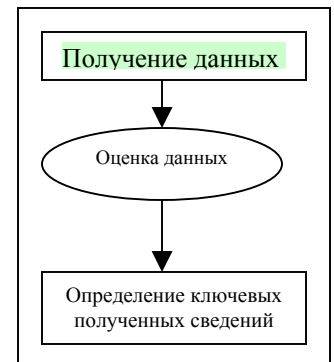 Получение данных
Оценка данных
Определение ключевых
полученных сведений